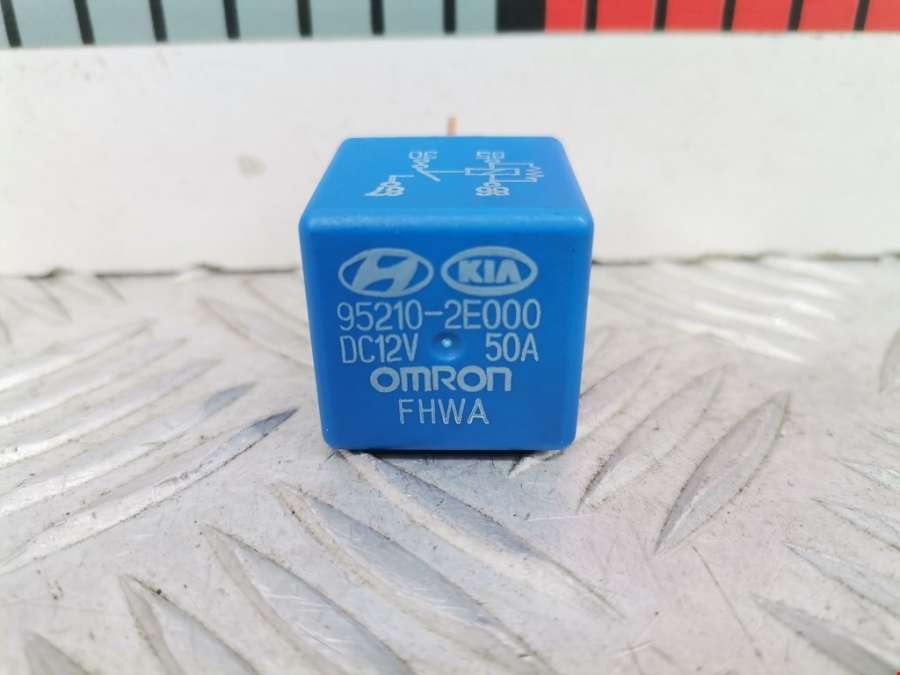 KIA
95210-2E000
DC12V 50A
OMRON
FHWA